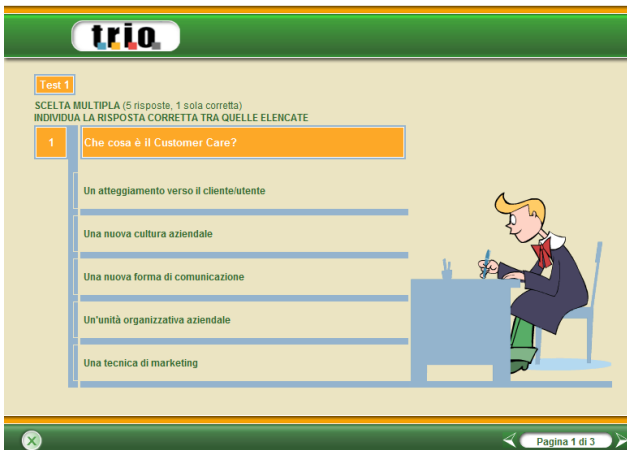 trio
Test 1
SCELTA MULTIPLA (5 risposte, 1 sola corretta)
INDIVIDUA LA RISPOSTA CORRETTA TRA QUELLE ELENCATE
1 Che cosa è il Customer Care?
Un atteggiamento verso il cliente/utente
Una nuova cultura aziendale
Una nuova forma di comunicazione
Un'unità organizzativa aziendale
Una tecnica di marketing
Pagina 1 di 3